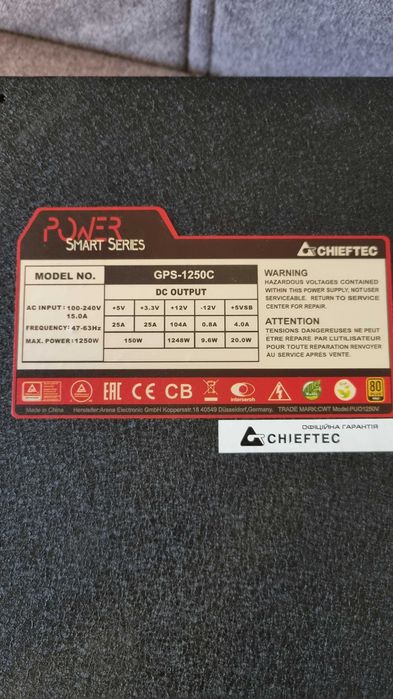 POWER
SMART SERIES
CHIEFTEC
MODEL NO. GPS-1250C
DC OUTPUT
AC INPUT: 100-240V
15.0A
FREQUENCY: 47-63Hz
MAX. POWER: 1250W
+5V +3.3V +12V -12V +5VSB
25A 25A 104A 0.8A 4.0A
150W 1248W 9.6W 20.0W
WARNING
HAZARDOUS VOLTAGES CONTAINED
WITHIN THIS POWER SUPPLY, NOT USER
SERVICEABLE. RETURN TO SERVICE
CENTER FOR REPAIR.
ATTENTION
TENSIONS DANGEREUSES NE PEUT
ETRE REPARE PAR L'UTILISATEUR
POUR TOUTE REPARATION RENVOYER
AU SERVICE APRES VENTE.
EAC CE CB intersoroh 80
Made in China Hersteller:Arena Electronic GmbH Koppersstr.18 40549 Düsseldorf,Germany. TRADE MARK:CWT Model:PUO1250V
ОФІЦІЙНА ГАРАНТІЯ
CHIEFTEC